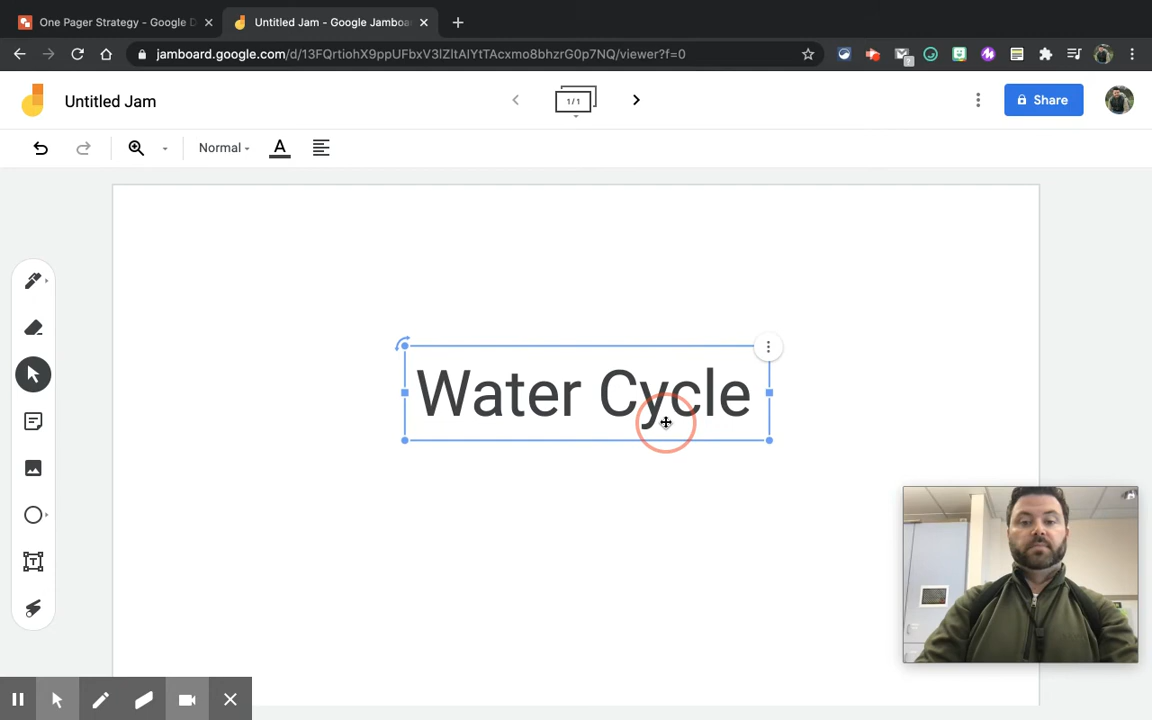 One Pager Strategy - Google D
Untitled Jam - Google Jamboa
jamboard.google.com/d/13FQrtiohX9ppUFbxV3lZltAlYtTAcxmo8bhzrG0p7NQ/viewer?f=0
Untitled Jam
1/1
Share
Normal
A
Water Cycle
T